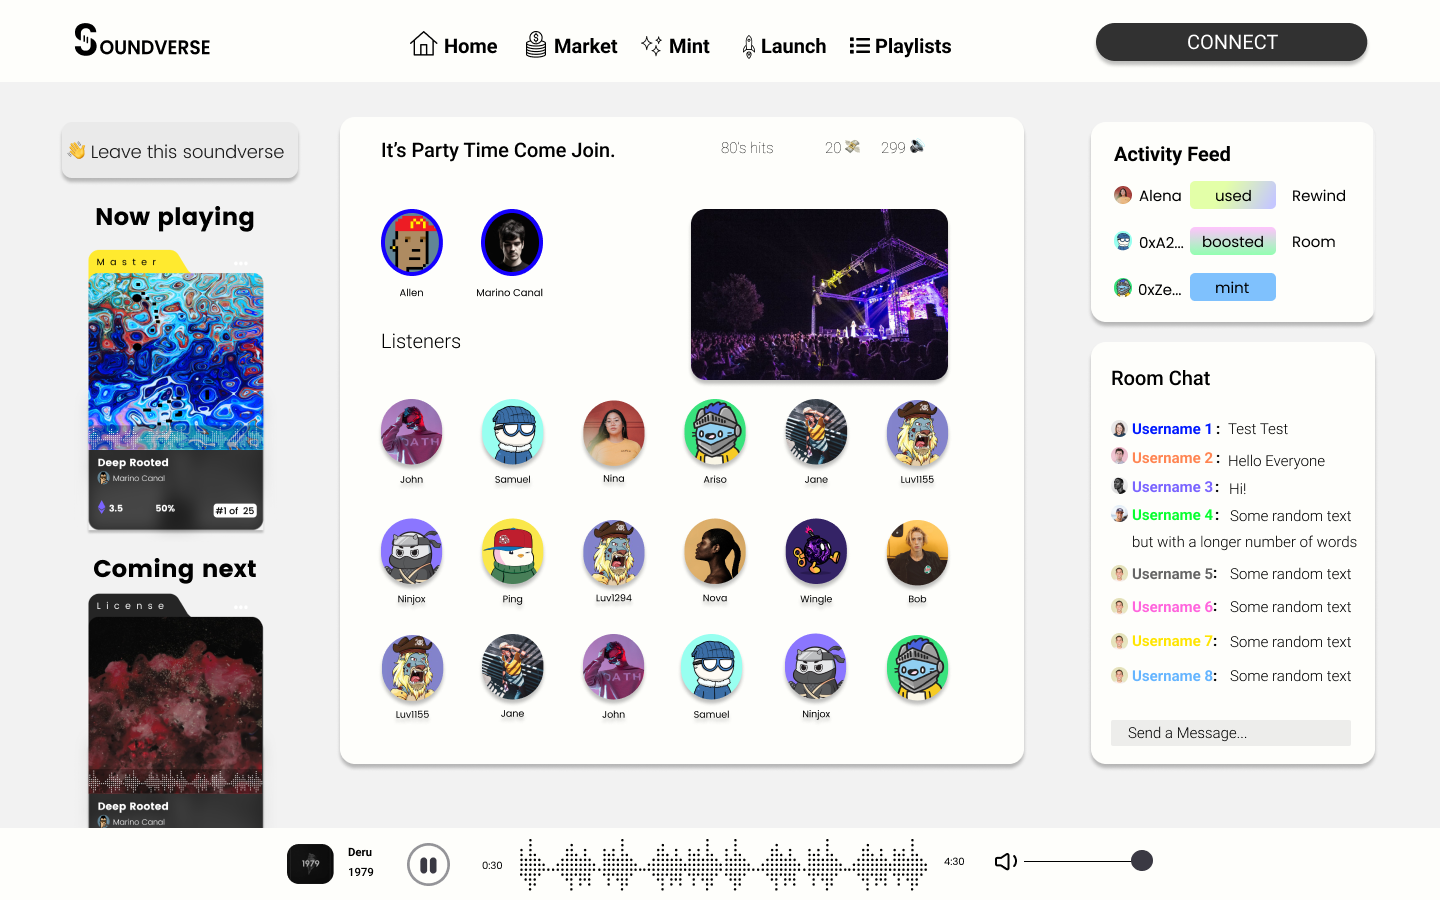 SOUNDVERSE
Home
Market
Mint
Launch
Playlists
CONNECT
👋 Leave this soundverse
Now playing
Master
Deep Rooted
Marino Canal
3.5
50%
#1 of 25
Coming next
License
Deep Rooted
Marino Canal
It's Party Time Come Join.
80's hits
20
299
Allen
Marino Canal
Listeners
DATH
John
Samuel
Nina
Ariso
Jane
Luv1155
Ninjox
Ping
Luv1294
Nova
Wingle
Bob
Luv1155
Jane
DATH
John
Samuel
Ninjox
Activity Feed
Alena used Rewind
0xA2... boosted Room
0xZe... mint
Room Chat
Username 1 : Test Test
Username 2 : Hello Everyone
Username 3 : Hi!
Username 4 : Some random text
but with a longer number of words
Username 5: Some random text
Username 6: Some random text
Username 7: Some random text
Username 8: Some random text
Send a Message...
1979
Deru
1979
0:30
4:30